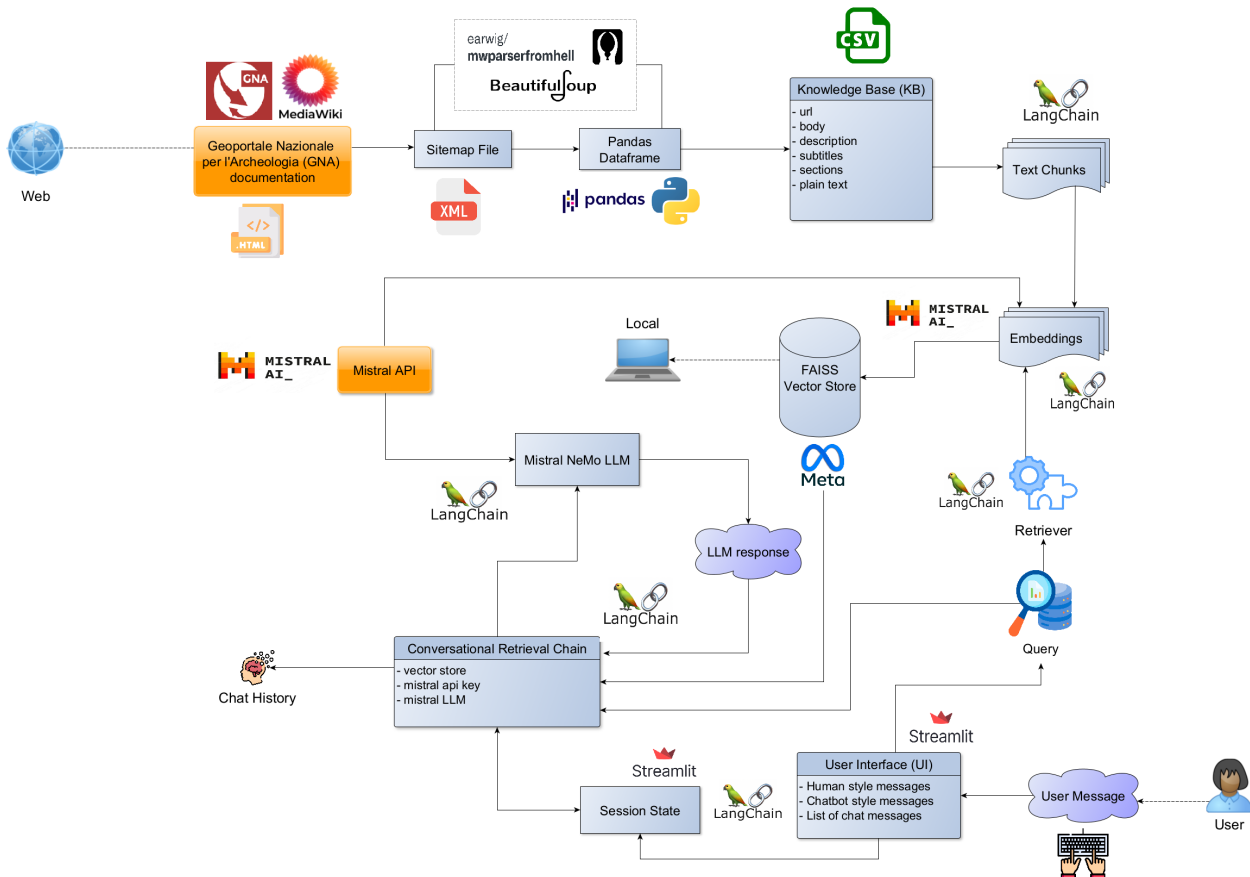 earwig/
mwparserfromhell
BeautifulSoup
CSV
GNA
MediaWiki
Web
Geoportale Nazionale
per l'Archeologia (GNA)
documentation
</>
.HTML
Sitemap File
XML
Pandas
Dataframe
pandas
Knowledge Base (KB)
- url
- body
- description
- subtitles
- sections
- plain text
LangChain
Text Chunks
MISTRAL
AI_
Mistral API
Local
FAISS
Vector Store
Meta
MISTRAL
AI_
Embeddings
LangChain
Mistral NeMo LLM
LangChain
LLM response
LangChain
Retriever
Query
LangChain
Conversational Retrieval Chain
- vector store
- mistral api key
- mistral LLM
Chat History
Streamlit
Session State
LangChain
Streamlit
User Interface (UI)
- Human style messages
- Chatbot style messages
- List of chat messages
User Message
User